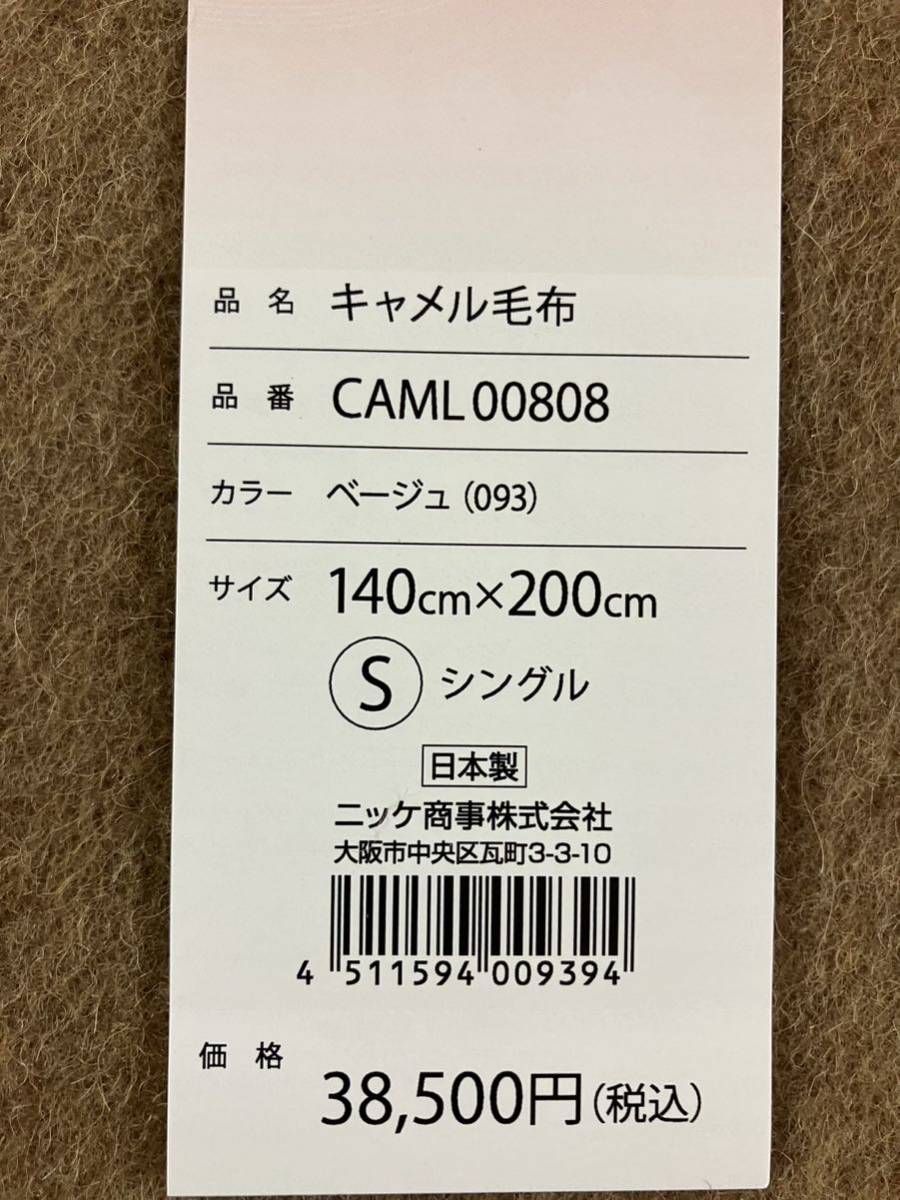 品名 キャメル毛布
品番 CAML00808
カラー ベージュ(093)
サイズ 140cm×200cm
S シングル
日本製
ニッケ商事株式会社
大阪市中央区瓦町3-3-10
4 511594 009394
価格
38,500円(税込)